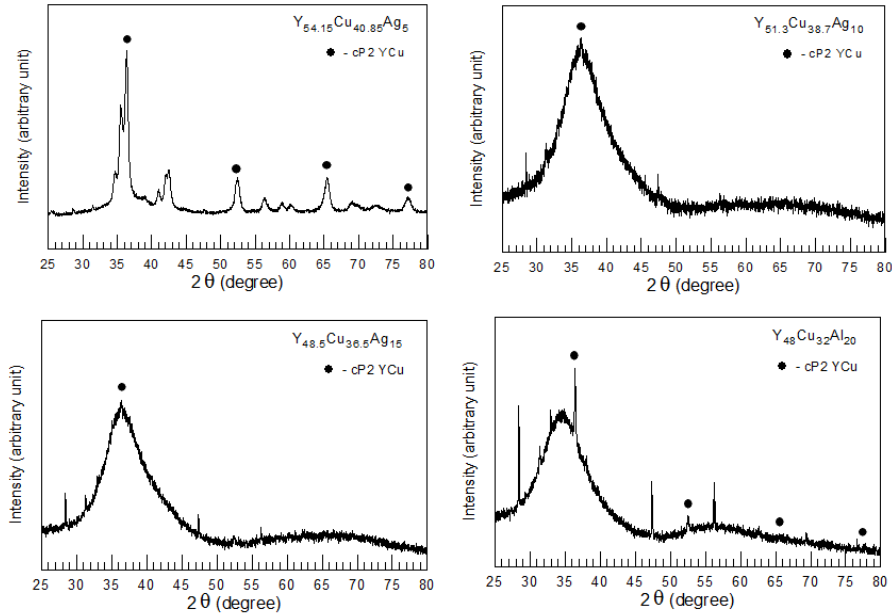 Y54.15Cu40.85Ag5
● - cP2 YCu
Intensity (arbitrary unit)
25 35 45 40 50 55 60 65 70 75 80
2 θ (degree)
Y51.3Cu38.7Ag10
● - cP2 YCu
Intensity (arbitrary unit)
25 30 35 40 45 50 55 60 65 70 75 80
2 θ (degree)
Y48.5Cu36.5Ag15
● - cP2 YCu
Intensity (arbitrary unit)
25 30 35 40 45 50 55 60 65 70 75 80
2 θ (degree)
Y48Cu32Al20
● - cP2 YCu
Intensity (arbitrary unit)
25 30 35 40 45 50 55 60 65 70 75 80
2 θ (degree)